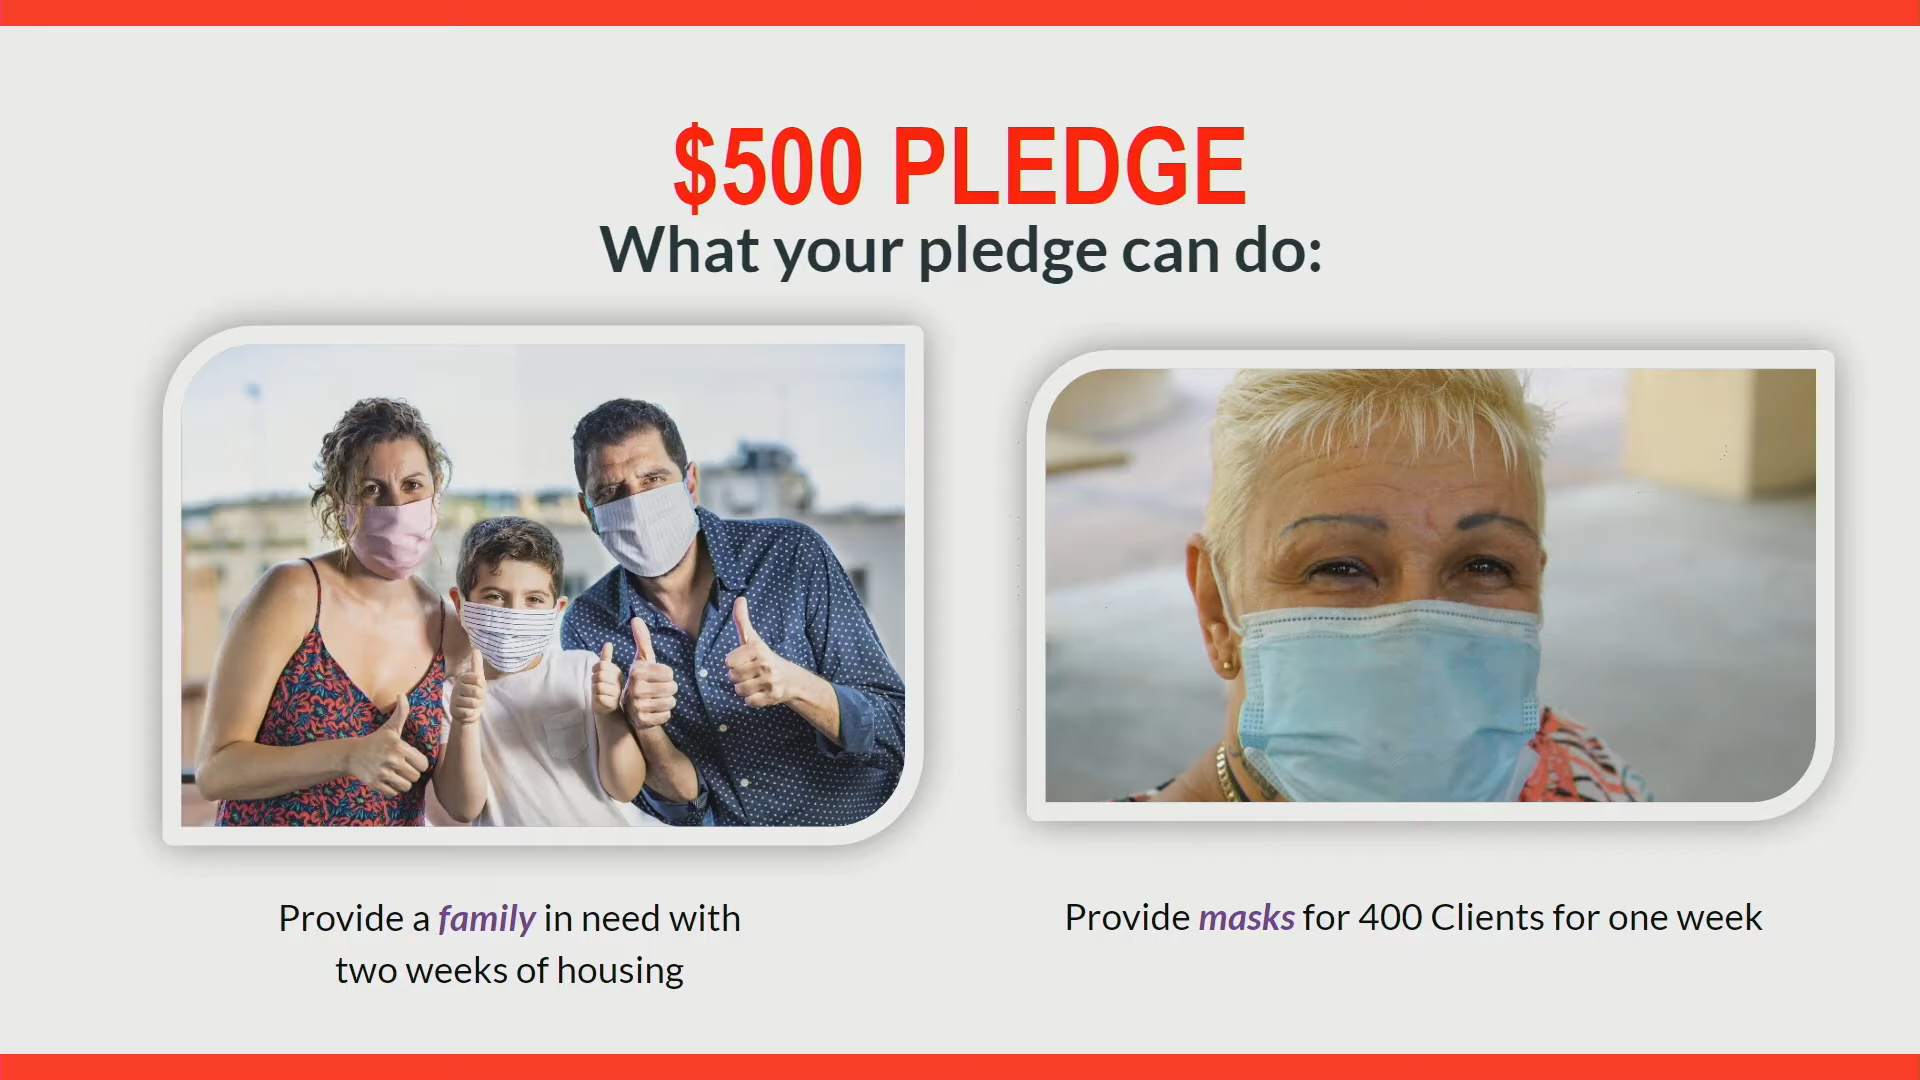 $500 PLEDGE
What your pledge can do:
Provide a family in need with
two weeks of housing
Provide masks for 400 Clients for one week